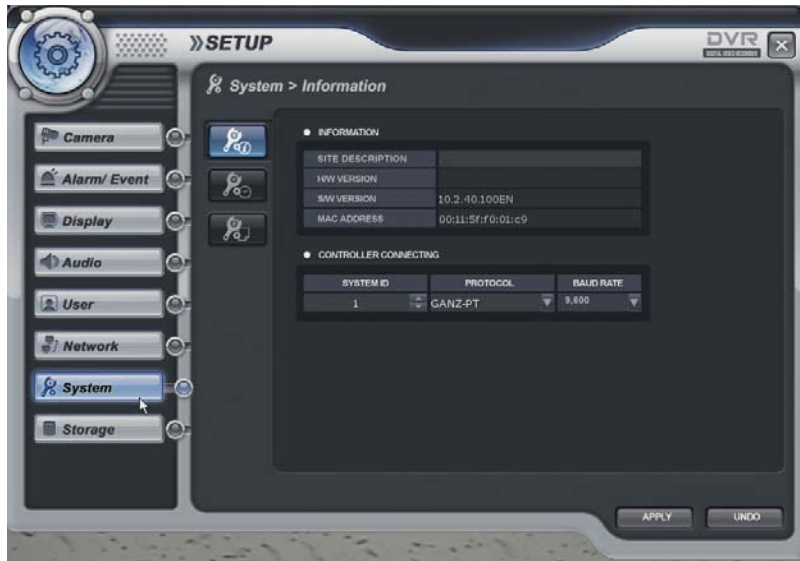 »SETUP
DVR
DIGITAL VIDEO RECORDER
System > Information
Camera
Alarm/ Event
Display
Audio
User
Network
System
Storage
INFORMATION
SITE DESCRIPTION
H/W VERSION
S/W VERSION 10.2.40.100EN
MAC ADDRESS 00:11:5f:f0:01:c9
CONTROLLER CONNECTING
SYSTEM ID PROTOCOL BAUD RATE
1 GANZ-PT 9,600
APPLY UNDO